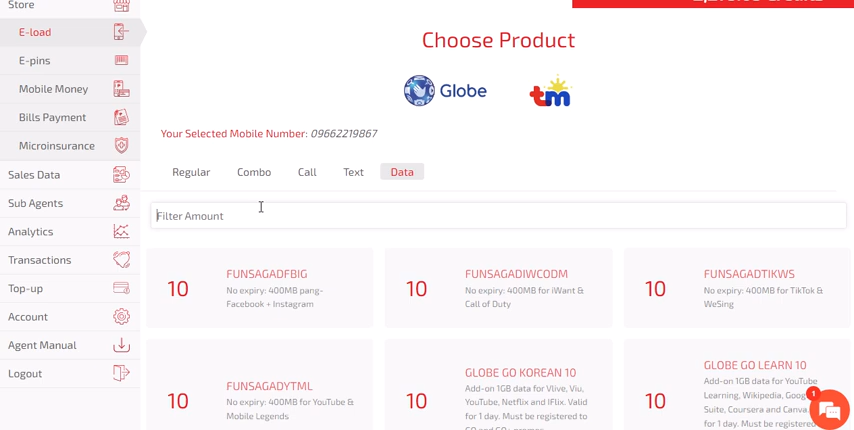 Store
E-load
E-pins
Mobile Money
Bills Payment
Microinsurance
Sales Data
Sub Agents
Analytics
Transactions
Top-up
Account
Agent Manual
Logout
Choose Product
Globe
tm
Your Selected Mobile Number: 09662219867
Regular Combo Call Text Data
Filter Amount
10
FUNSAGADFBIG
No expiry: 400MB pang-
Facebook + Instagram
10
FUNSAGADIWCODM
No expiry: 400MB for iWant &
Call of Duty
10
FUNSAGADTIKWS
No expiry: 400MB for TikTok &
WeSing
10
FUNSAGADYTML
No expiry: 400MB for YouTube &
Mobile Legends
10
GLOBE GO KOREAN 10
Add-on 1GB data for Vlive, Viu,
YouTube, Netflix and IFlix. Valid
for 1 day. Must be registered to
10
GLOBE GO LEARN 10
Add-on 1GB data for YouTube
Learning, Wikipedia,
Suite, Coursera and Canva.
for 1 day. Must be registered
1